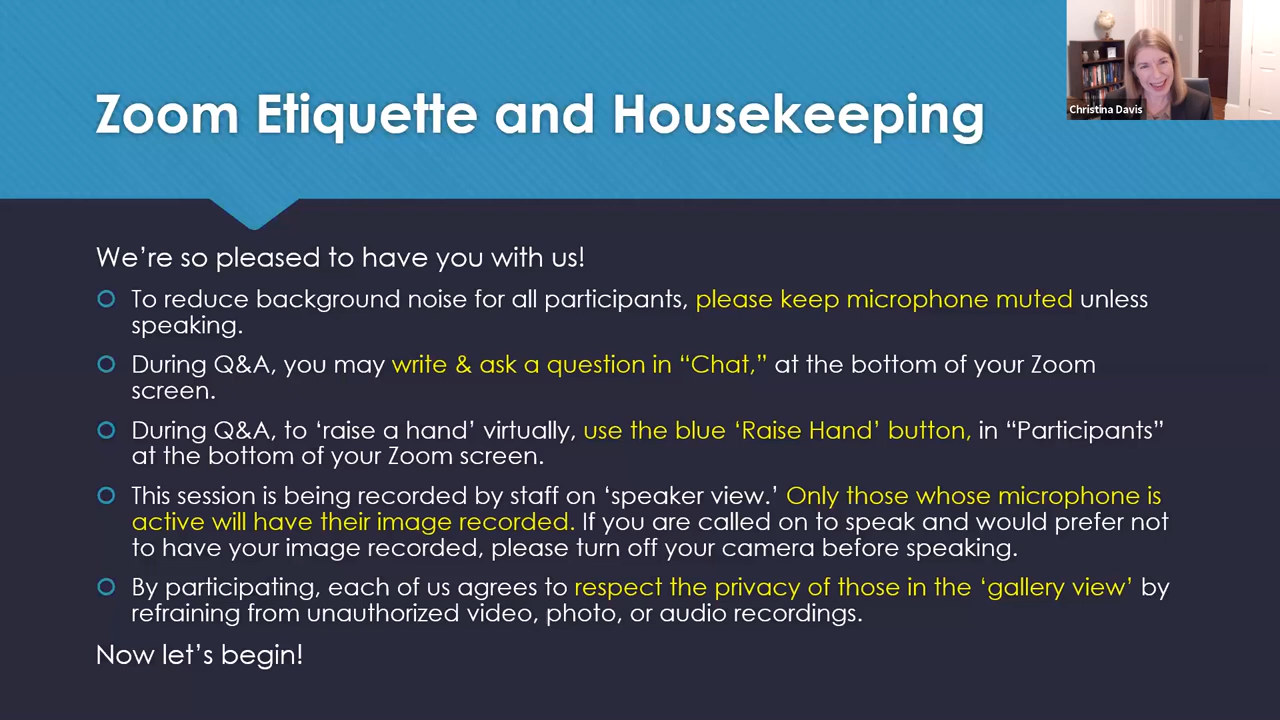 Christina Davis
Zoom Etiquette and Housekeeping
We’re so pleased to have you with us!
To reduce background noise for all participants, please keep microphone muted unless
speaking.
During Q&A, you may write & ask a question in “Chat,” at the bottom of your Zoom
screen.
During Q&A, to ‘raise a hand’ virtually, use the blue ‘Raise Hand’ button, in “Participants”
at the bottom of your Zoom screen.
This session is being recorded by staff on ‘speaker view.’ Only those whose microphone is
active will have their image recorded. If you are called on to speak and would prefer not
to have your image recorded, please turn off your camera before speaking.
By participating, each of us agrees to respect the privacy of those in the ‘gallery view’ by
refraining from unauthorized video, photo, or audio recordings.
Now let’s begin!